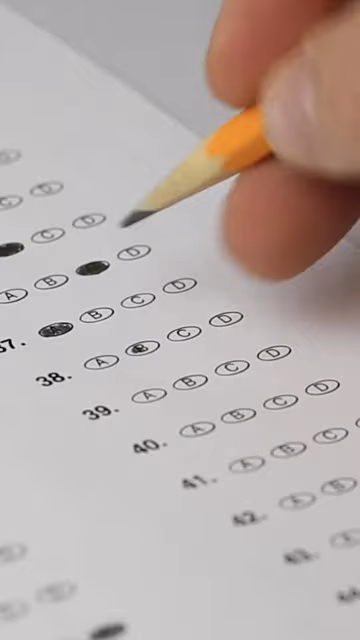 C D
C D
A B D
37. A B C D
38. A B C D
39. A B C D
40. A B C D
41. A B C
42. A B
43. A